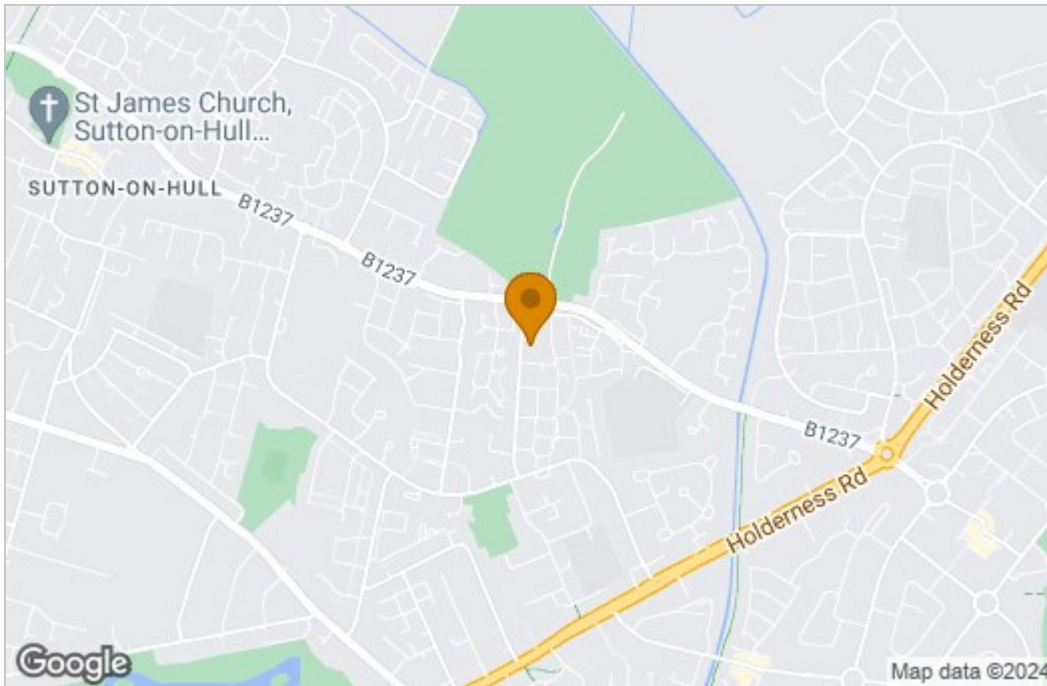 St James Church,
Sutton-on-Hull...
SUTTON-ON-HULL
B1237
B1237
Holderness Rd
B1237
Holderness Rd
Google
Map data ©2024